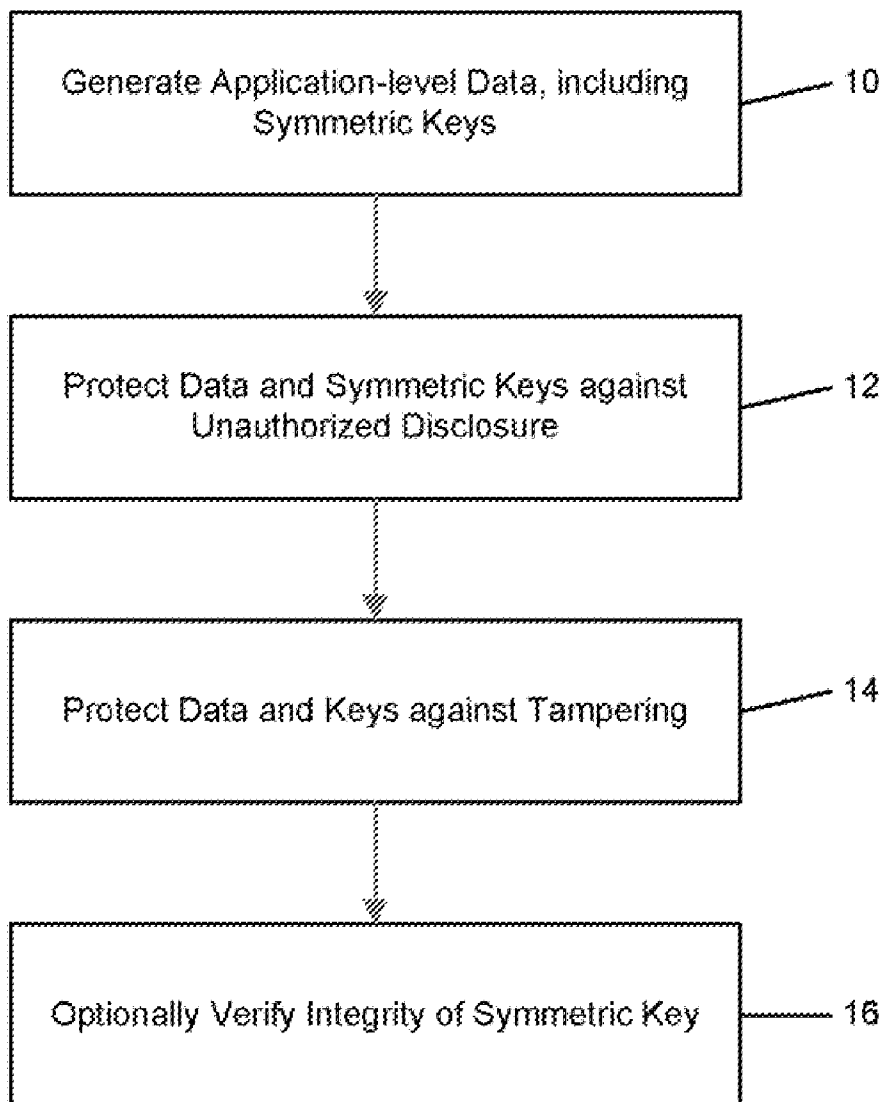 Generate Application-level Data, including
Symmetric Keys
10
Protect Data and Symmetric Keys against
Unauthorized Disclosure
12
Protect Data and Keys against Tampering
14
Optionally Verify Integrity of Symmetric Key
16